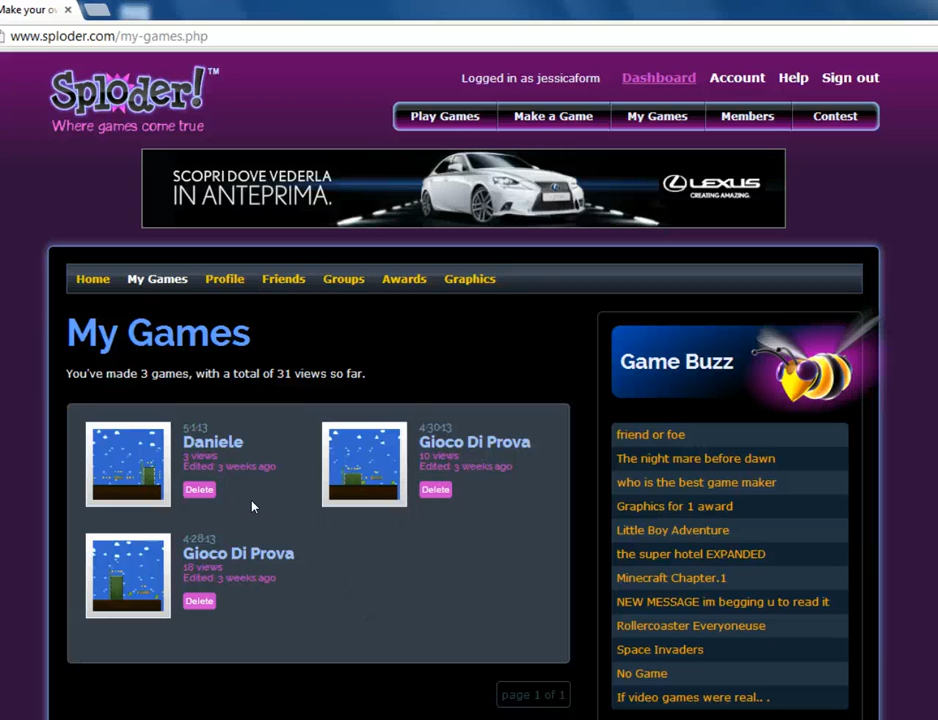 Make your ow
www.sploder.com/my-games.php
Sploder!™
Where games come true
Logged in as jessicaform Dashboard Account Help Sign out
Play Games Make a Game My Games Members Contest
SCOPRI DOVE VEDERLA
IN ANTEPRIMA.
LEXUS
CREATING AMAZING.
Home My Games Profile Friends Groups Awards Graphics
My Games
You've made 3 games, with a total of 31 views so far.
5·1·13
Daniele
3 views
Edited: 3 weeks ago
Delete
4·30·13
Gioco Di Prova
10 views
Edited: 3 weeks ago
Delete
4·28·13
Gioco Di Prova
18 views
Edited: 3 weeks ago
Delete
page 1 of 1
Game Buzz
friend or foe
The night mare before dawn
who is the best game maker
Graphics for 1 award
Little Boy Adventure
the super hotel EXPANDED
Minecraft Chapter.1
NEW MESSAGE im begging u to read it
Rollercoaster Everyoneuse
Space Invaders
No Game
If video games were real.. .